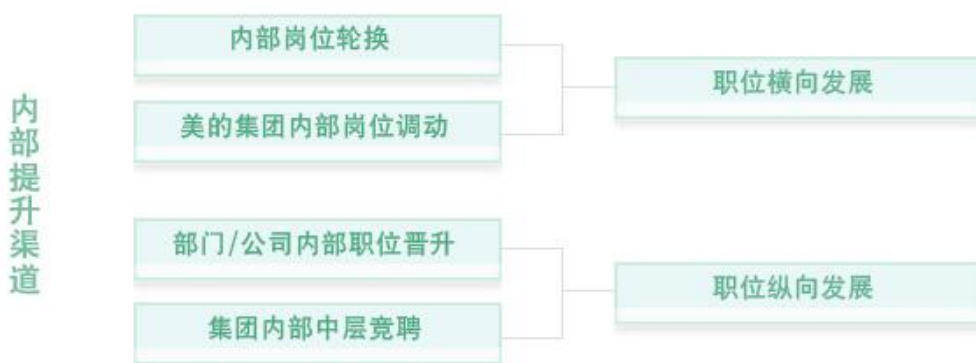 内部提升渠道
内部岗位轮换
美的集团内部岗位调动
职位横向发展
部门/公司内部职位晋升
集团内部中层竞聘
职位纵向发展